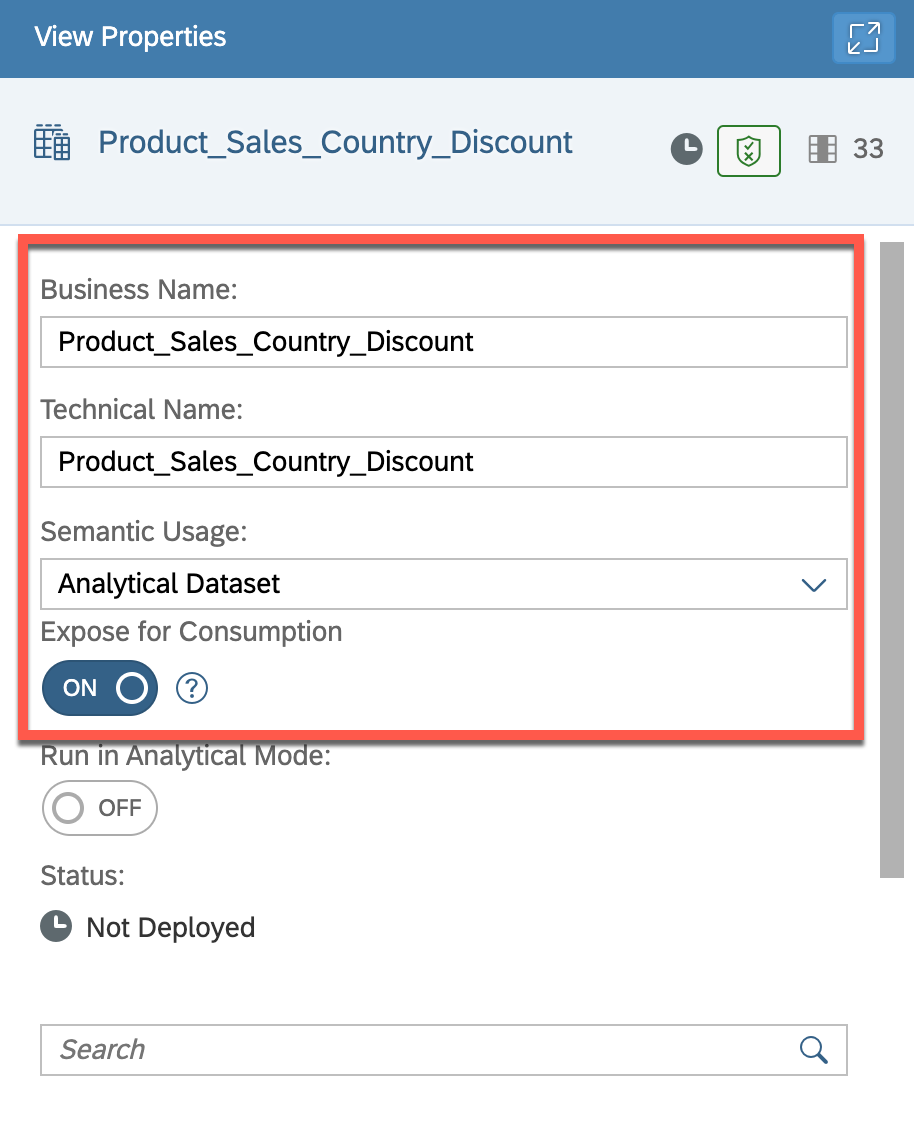 View Properties
Product_Sales_Country_Discount 33
Business Name:
Product_Sales_Country_Discount
Technical Name:
Product_Sales_Country_Discount
Semantic Usage:
Analytical Dataset
Expose for Consumption
ON ?
Run in Analytical Mode:
OFF
Status:
Not Deployed
Search